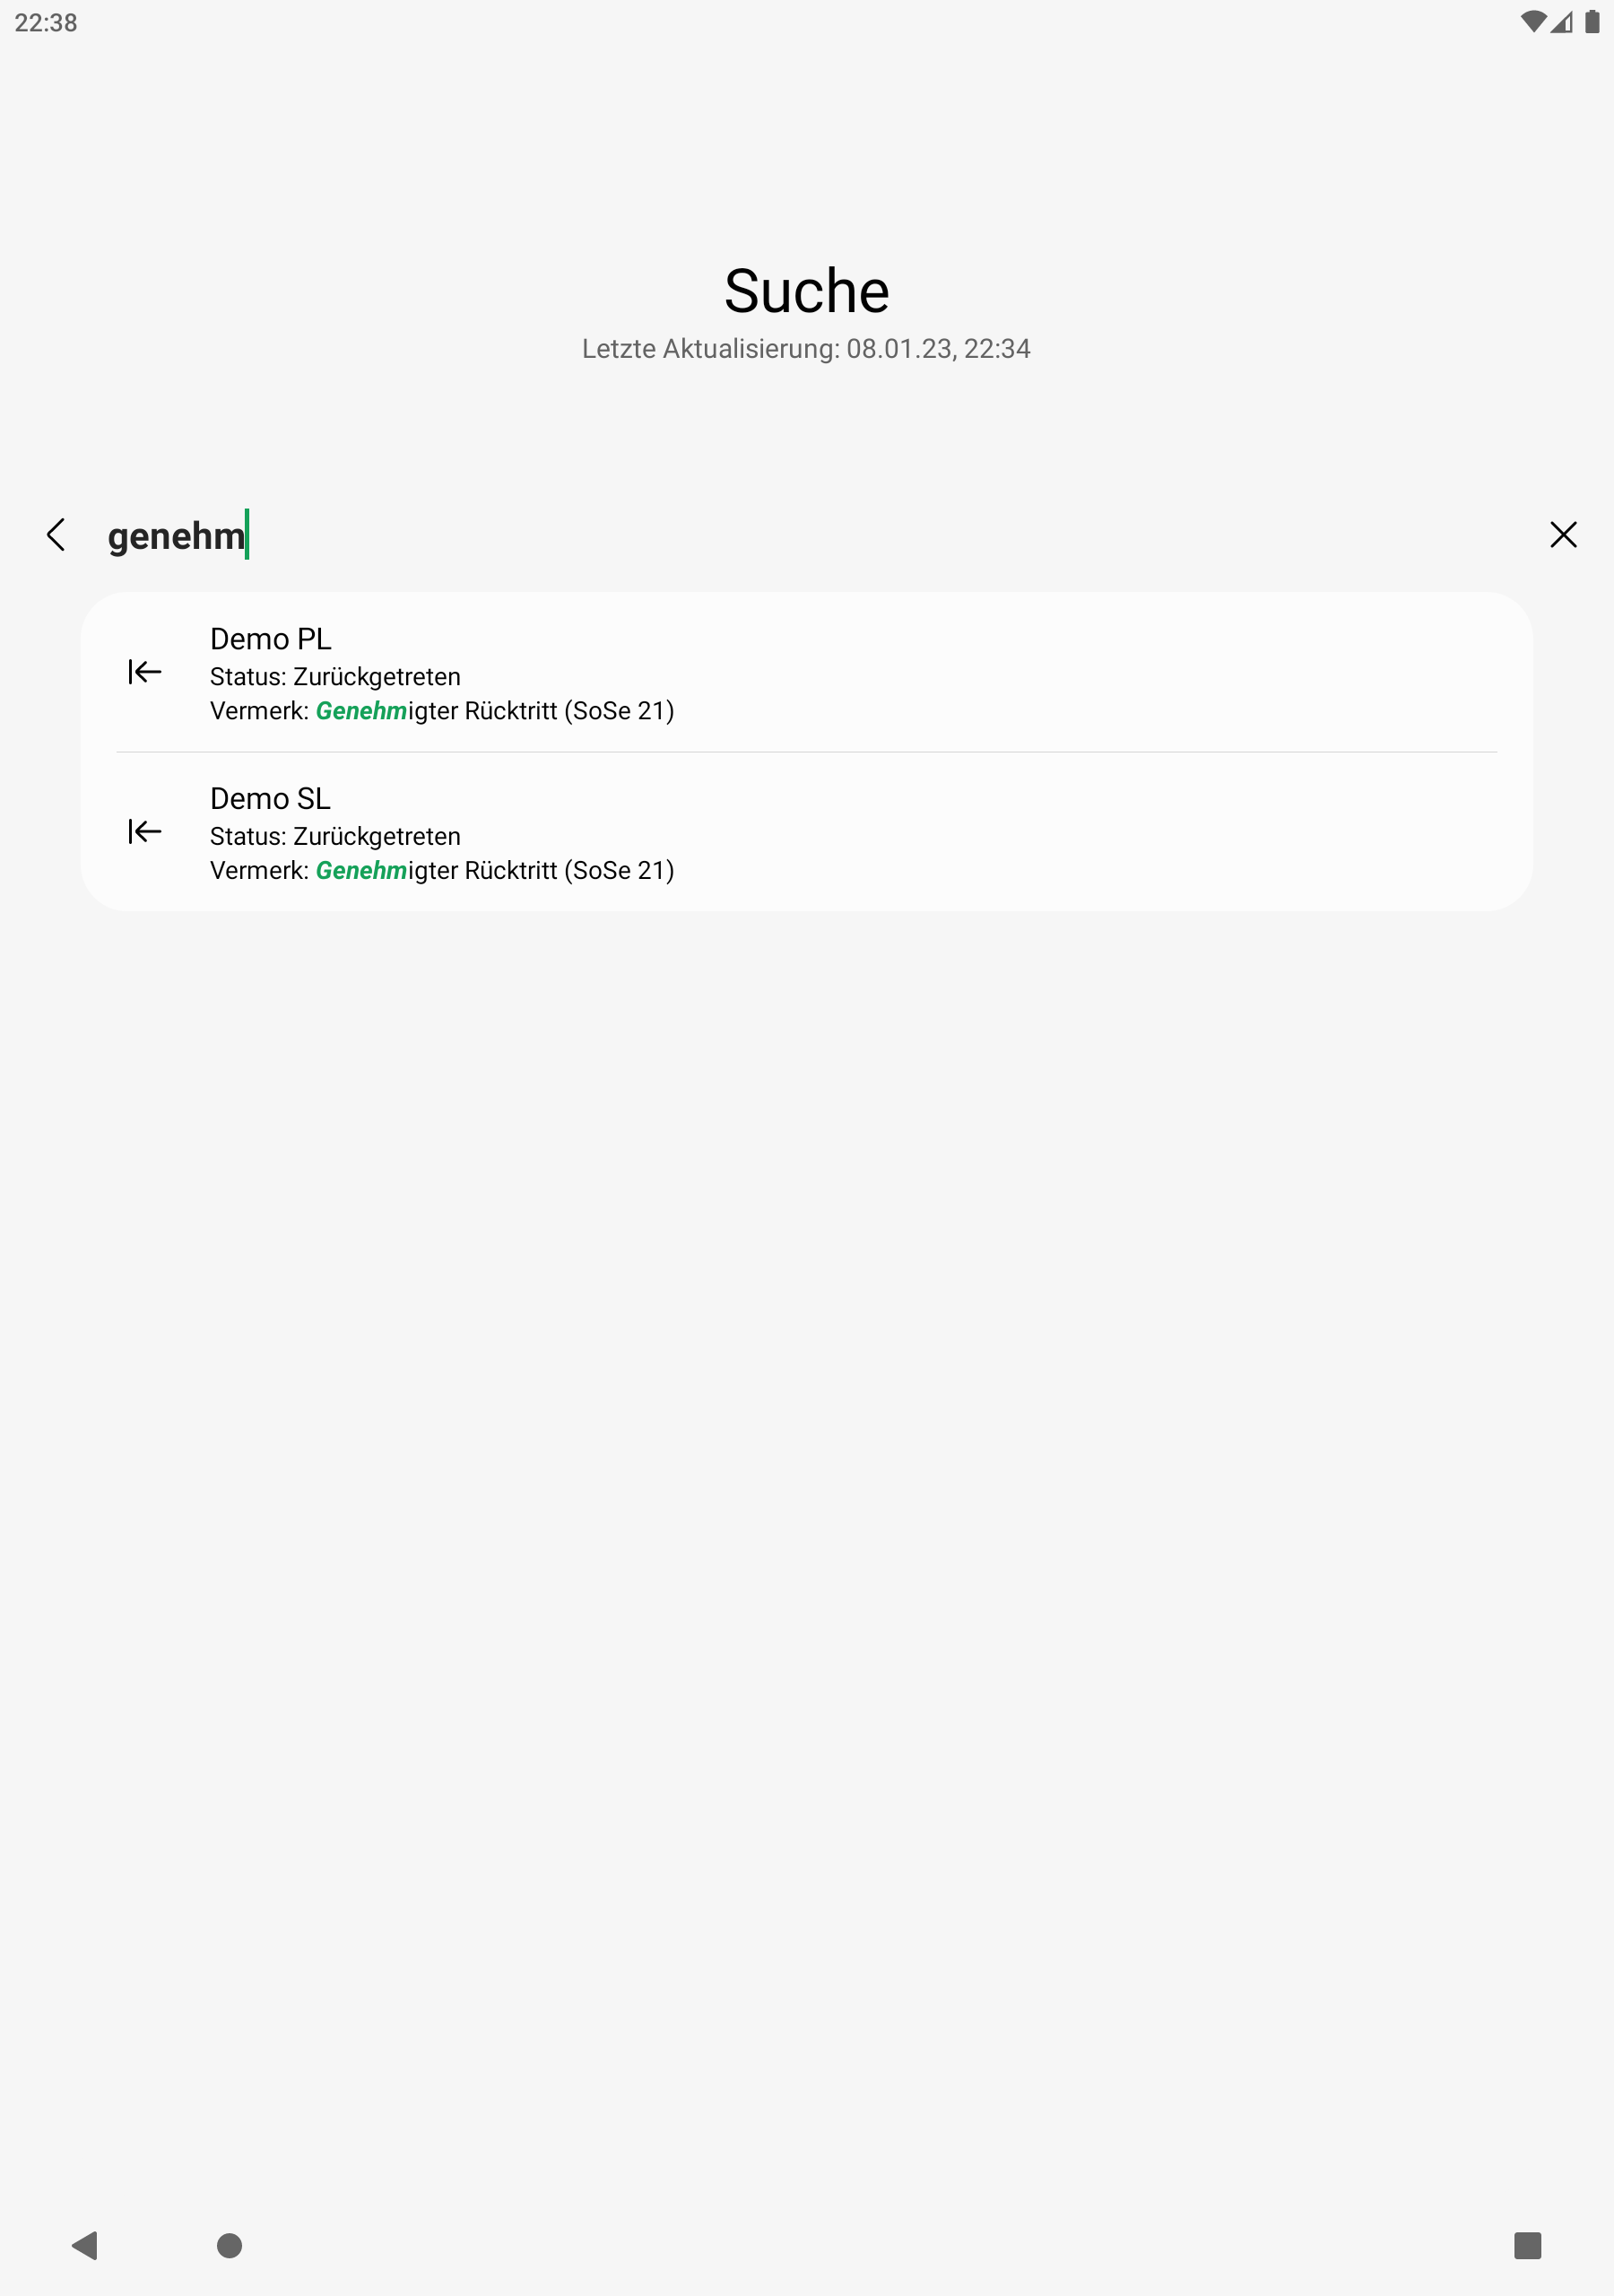 22:38
Suche
Letzte Aktualisierung: 08.01.23, 22:34
genehm
Demo PL
Status: Zurückgetreten
Vermerk: Genehmigter Rücktritt (SoSe 21)
Demo SL
Status: Zurückgetreten
Vermerk: Genehmigter Rücktritt (SoSe 21)